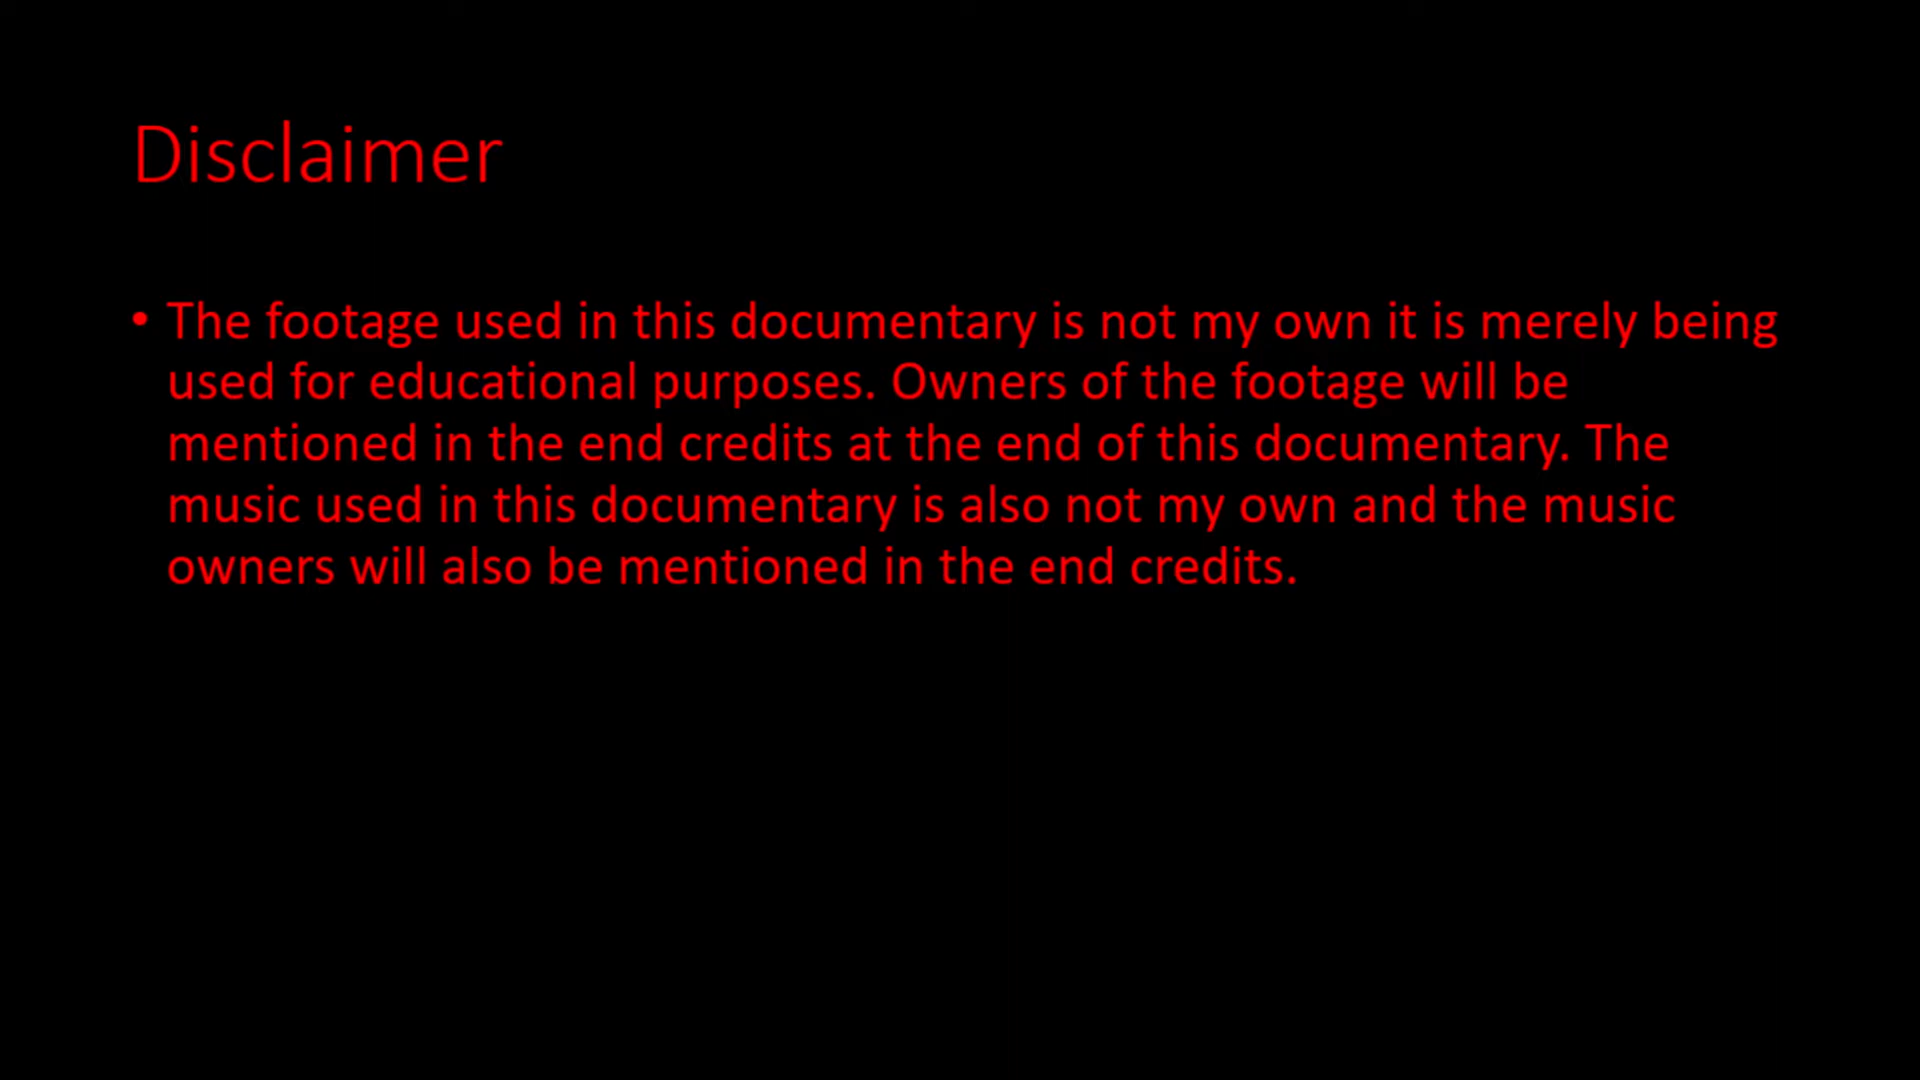 Disclaimer
• The footage used in this documentary is not my own it is merely being
used for educational purposes. Owners of the footage will be
mentioned in the end credits at the end of this documentary. The
music used in this documentary is also not my own and the music
owners will also be mentioned in the end credits.